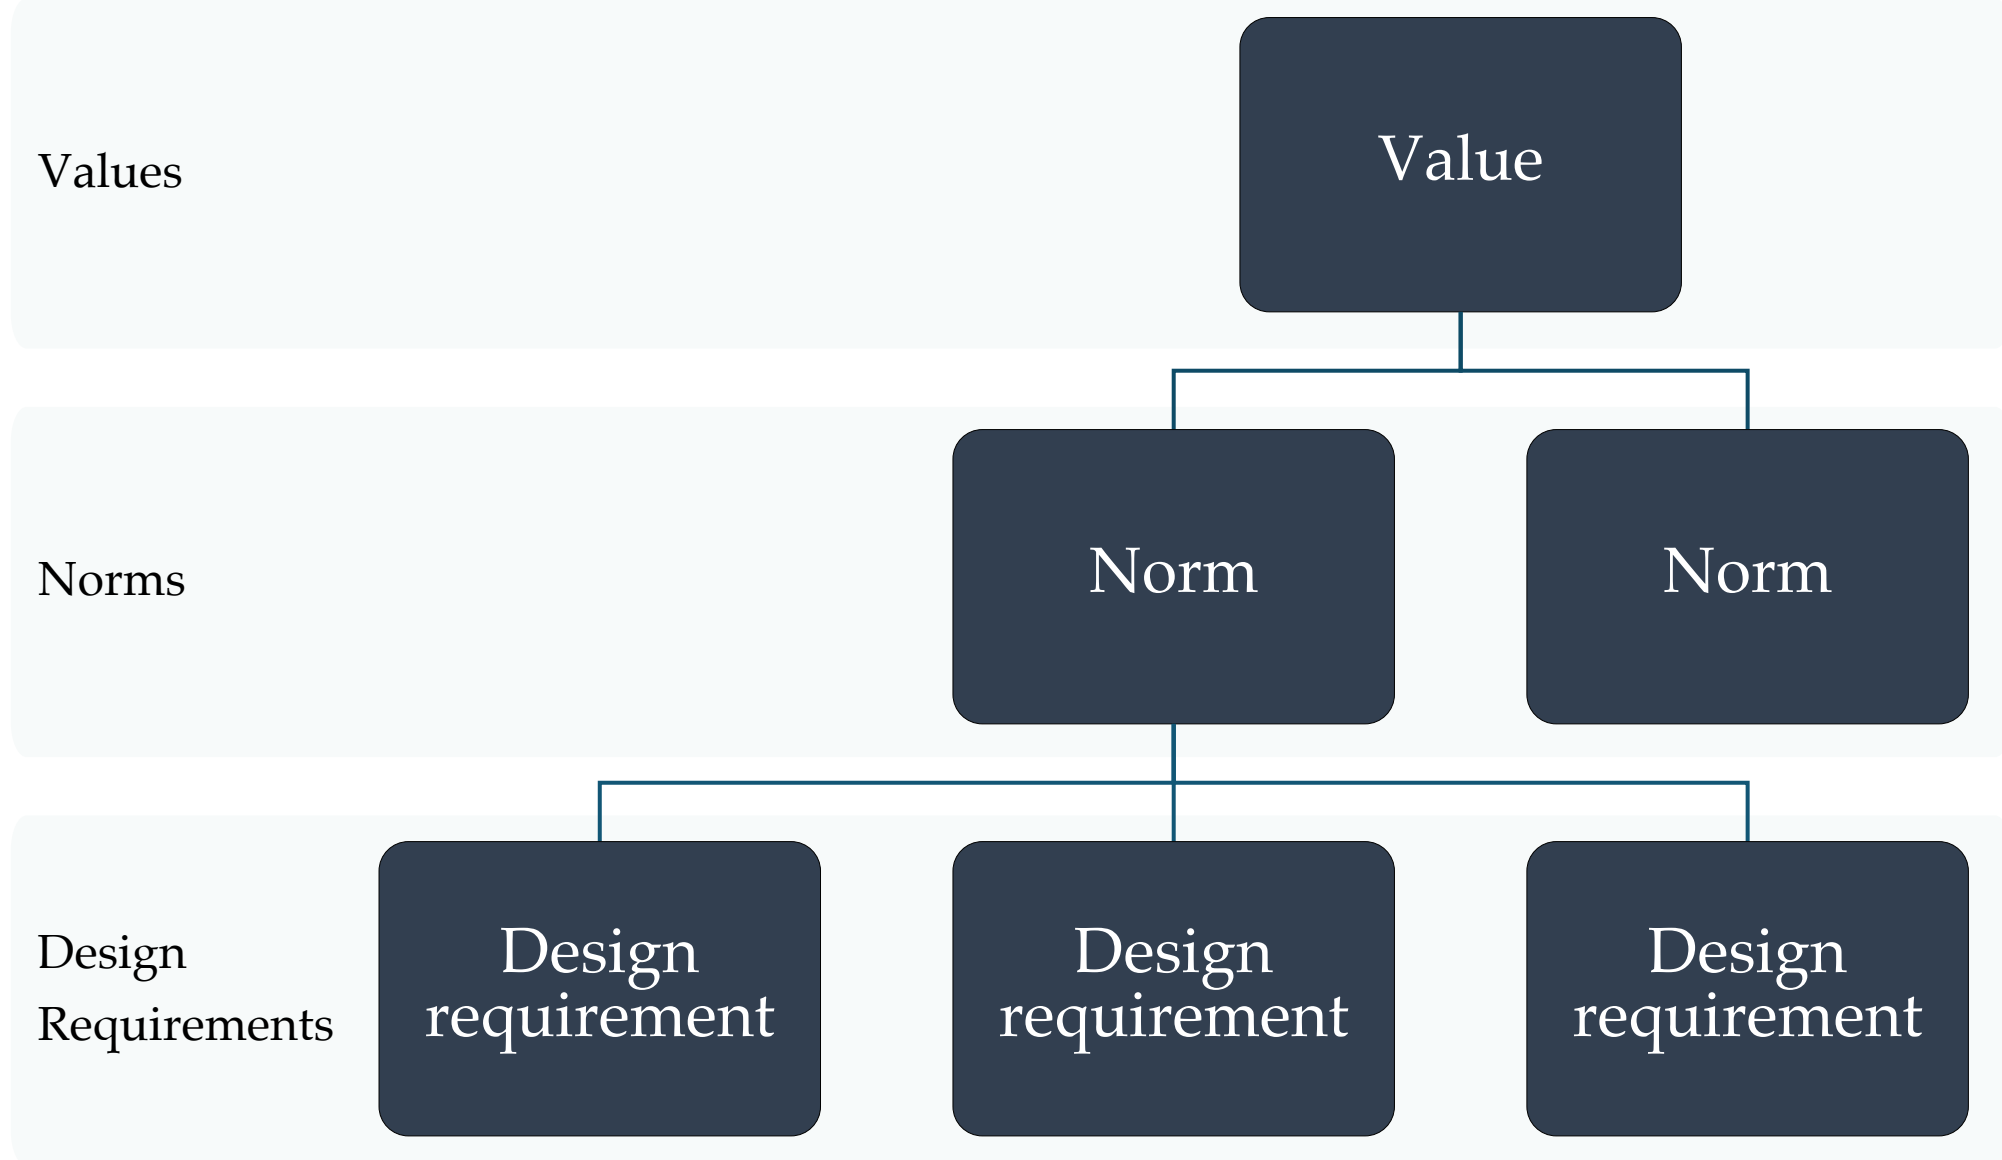 Values
Value
Norms
Norm
Norm
Design
Requirements
Design
requirement
Design
requirement
Design
requirement